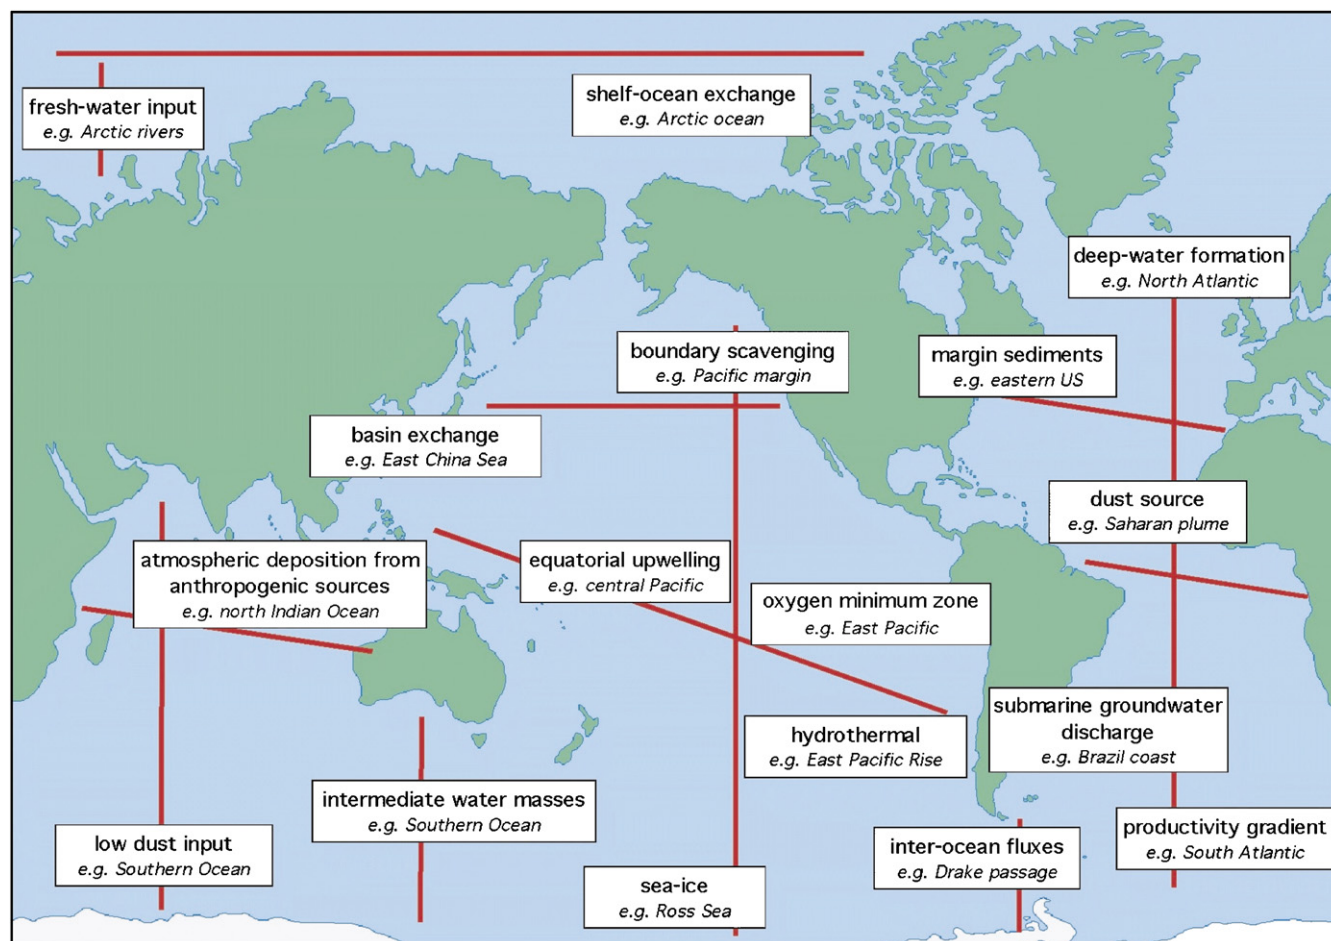 fresh-water input
e.g. Arctic rivers
shelf-ocean exchange
e.g. Arctic ocean
deep-water formation
e.g. North Atlantic
boundary scavenging
e.g. Pacific margin
margin sediments
e.g. eastern US
basin exchange
e.g. East China Sea
dust source
e.g. Saharan plume
atmospheric deposition from
anthropogenic sources
e.g. north Indian Ocean
equatorial upwelling
e.g. central Pacific
oxygen minimum zone
e.g. East Pacific
submarine groundwater
discharge
e.g. Brazil coast
hydrothermal
e.g. East Pacific Rise
intermediate water masses
e.g. Southern Ocean
low dust input
e.g. Southern Ocean
productivity gradient
e.g. South Atlantic
inter-ocean fluxes
e.g. Drake passage
sea-ice
e.g. Ross Sea